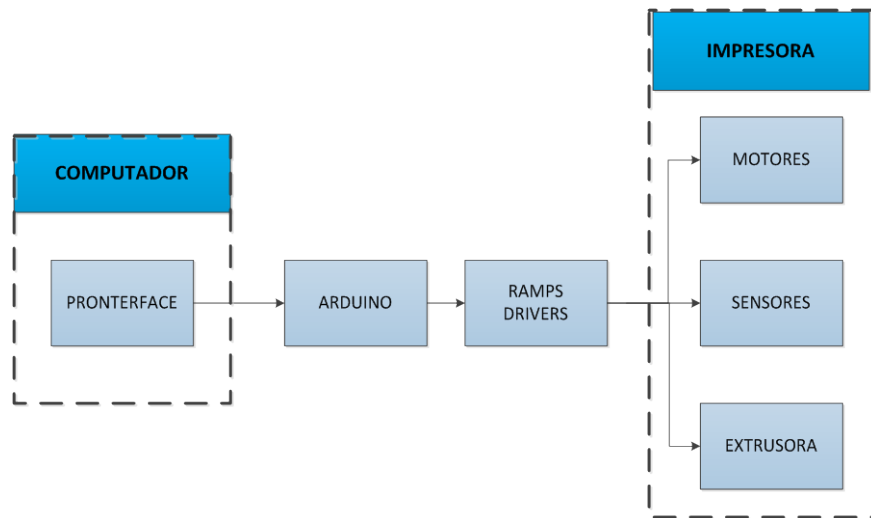 IMPRESORA
COMPUTADOR
MOTORES
PRONTERFACE
ARDUINO
RAMPS
DRIVERS
SENSORES
EXTRUSORA